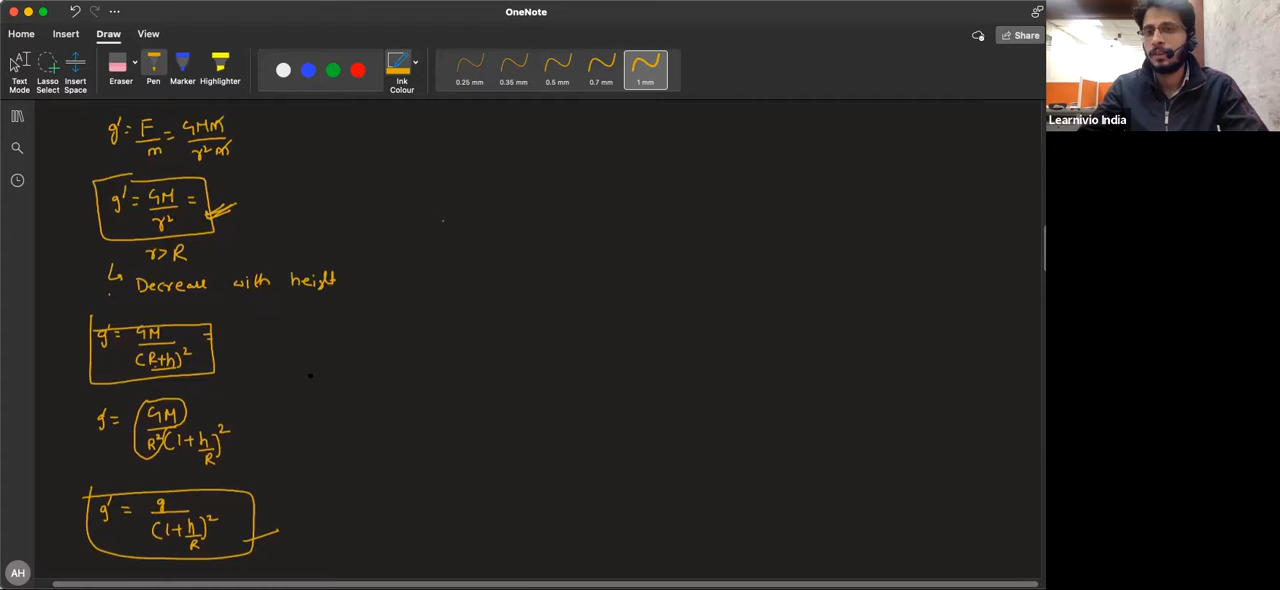 OneNote
Home Insert Draw View
Share
Text Mode
Lasso Select
Insert Space
Eraser
Pen
Marker
Highlighter
Ink Colour
0.25 mm
0.35 mm
0.5 mm
0.7 mm
1 mm
Learnivio India
g' = F/m = GMm/r²m
g' = GM/r² =
r > R
↳ Decrease with height
g' = GM/(R+h)² =
g' = GM/R²(1+h/R)²
g' = g/(1+h/R)²
AH